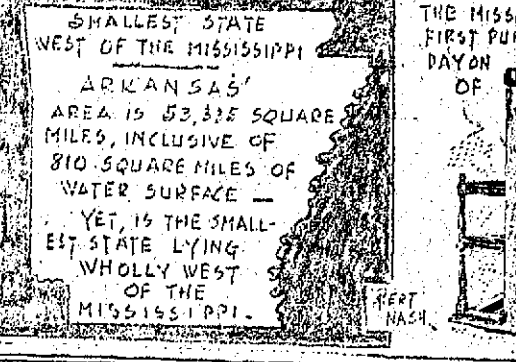 SMALLEST STATE
WEST OF THE MISSISSIPPI
ARKANSAS'
AREA IS 53,335 SQUARE
MILES, INCLUSIVE OF
810 SQUARE MILES OF
WATER SURFACE —
YET, IS THE SMALL-
EST STATE LYING
WHOLLY WEST
OF THE
MISSISSIPPI.
THE MISS
FIRST PU
DAY ON
OF
BERT
NASH.